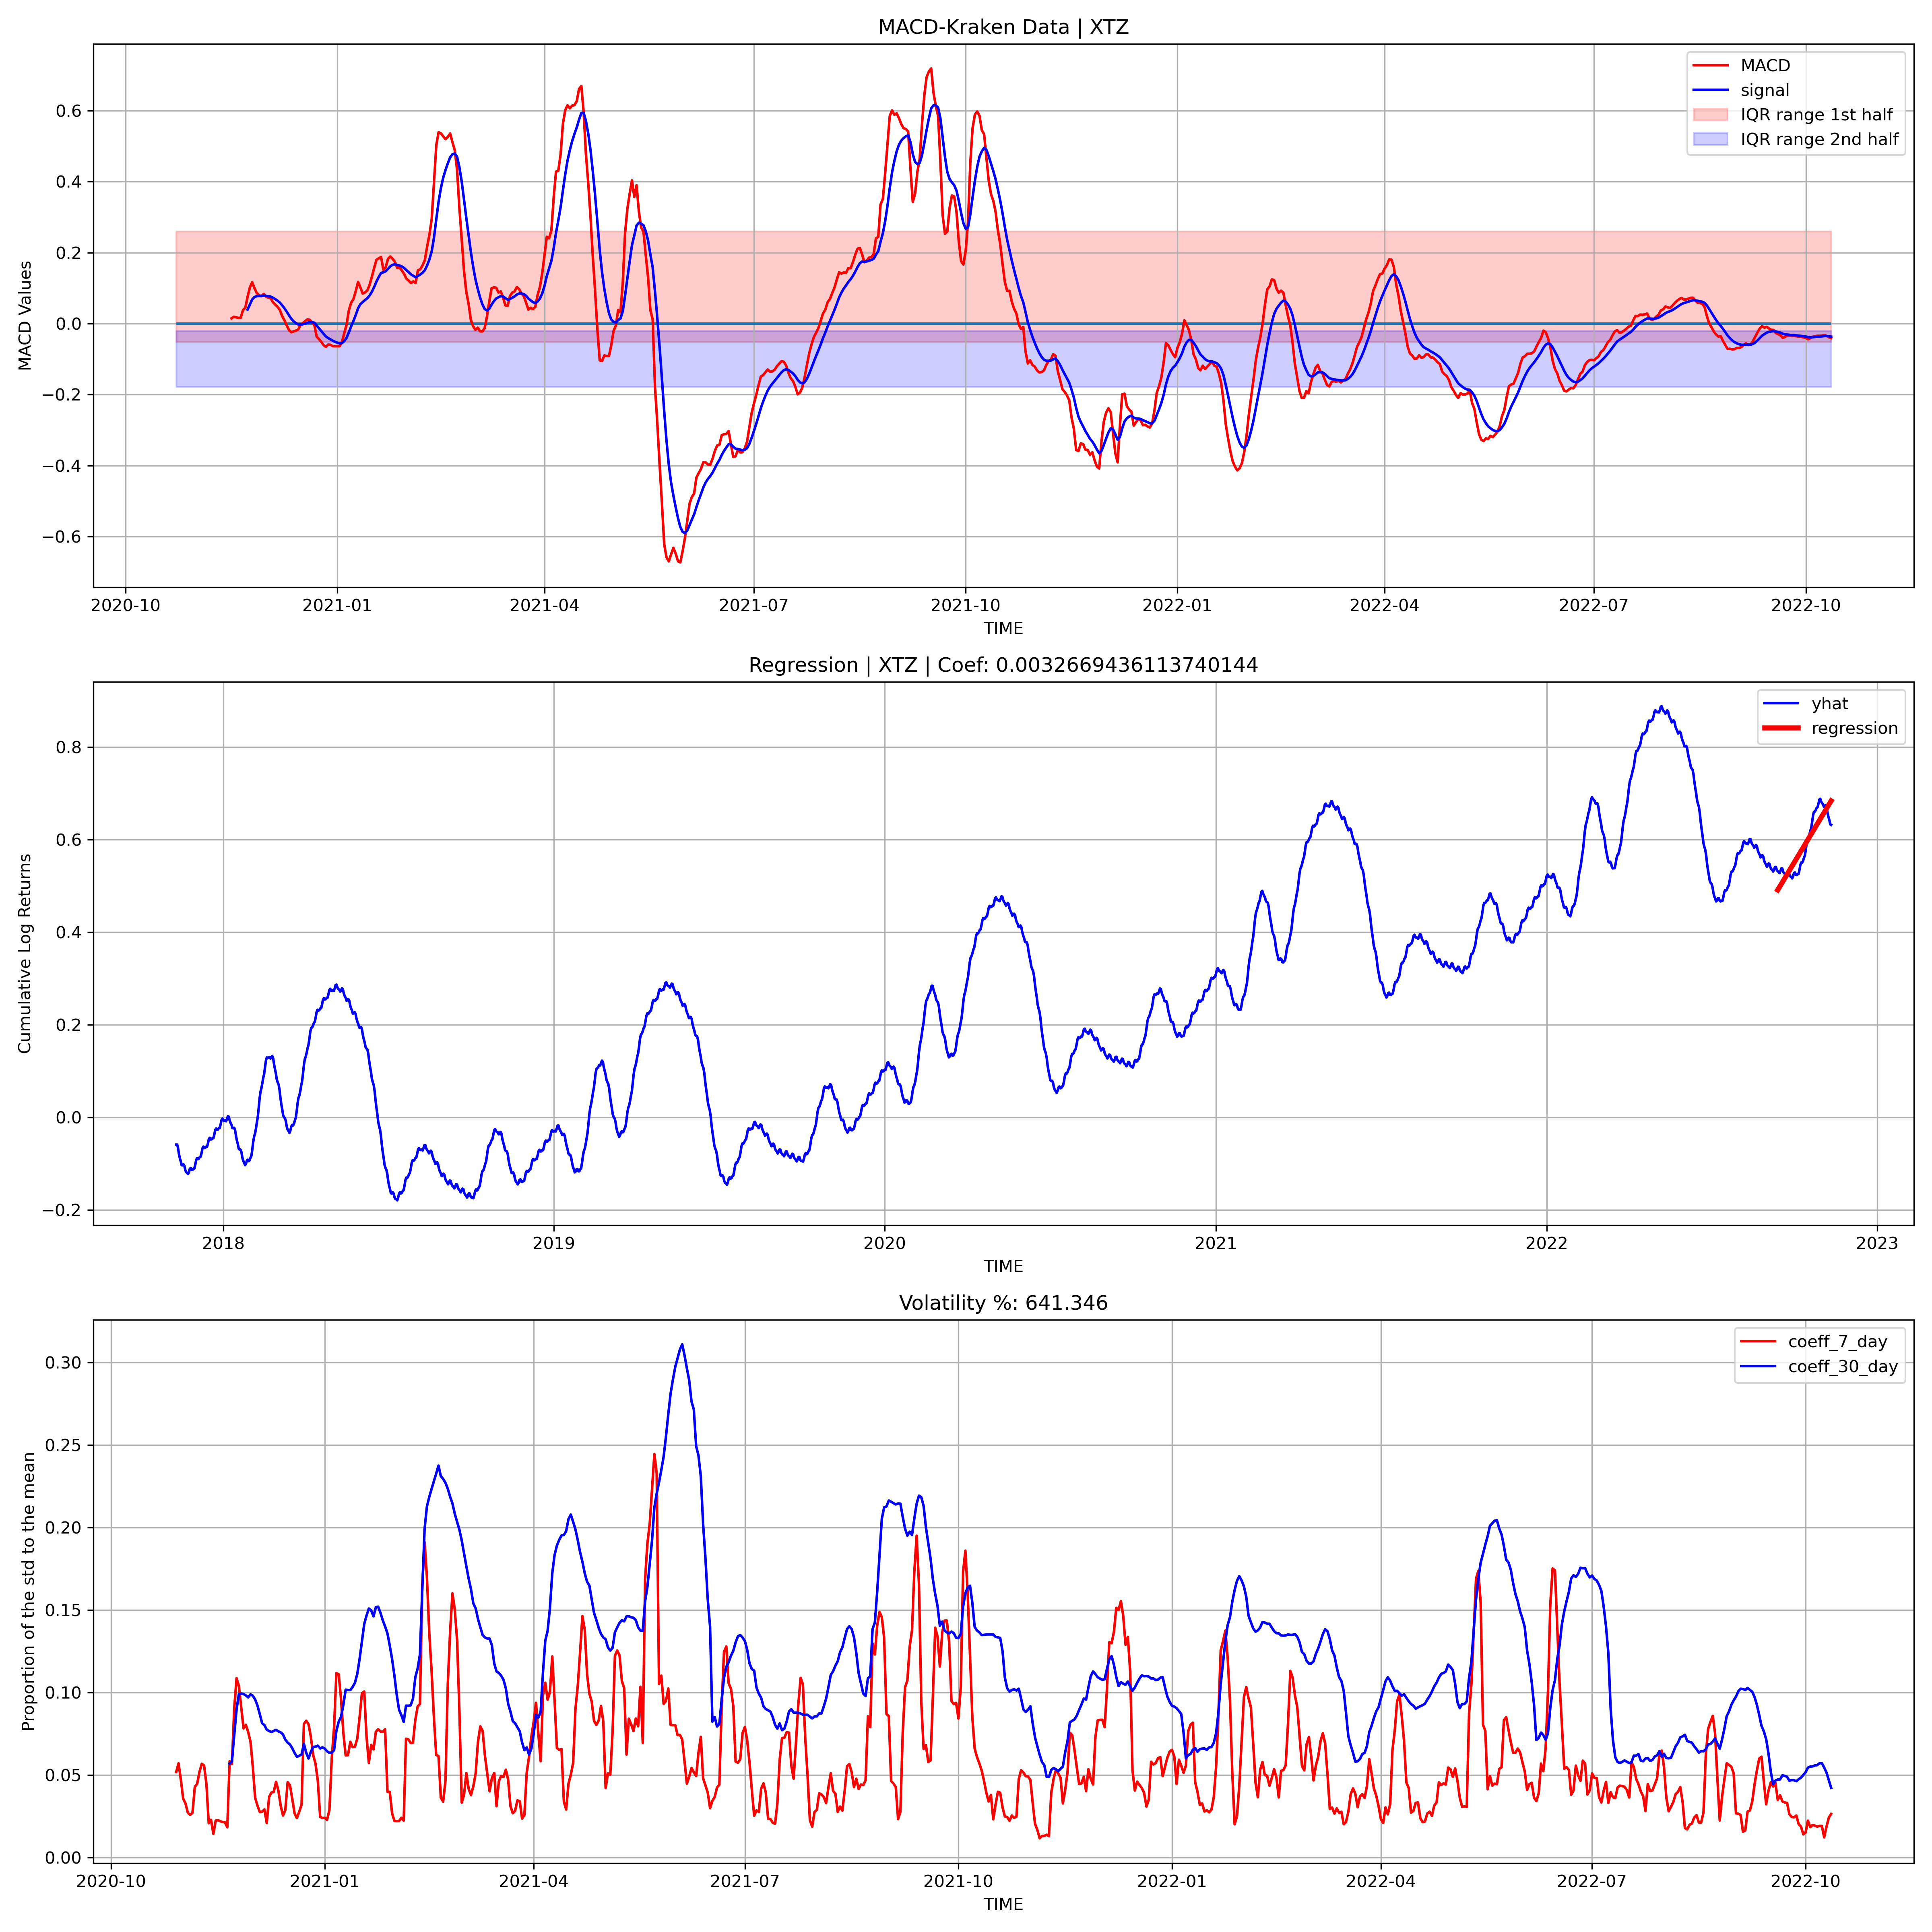 MACD-Kraken Data | XTZ
MACD
signal
IQR range 1st half
IQR range 2nd half
MACD Values
0.6
0.4
0.2
0.0
−0.2
−0.4
−0.6
2020-10 2021-01 2021-04 2021-07 2021-10 2022-01 2022-04 2022-07 2022-10
TIME
Regression | XTZ | Coef: 0.0032669436113740144
yhat
regression
Cumulative Log Returns
0.8
0.6
0.4
0.2
0.0
−0.2
2018 2019 2020 2021 2022 2023
TIME
Volatility %: 641.346
coeff_7_day
coeff_30_day
Proportion of the std to the mean
0.30
0.25
0.20
0.15
0.10
0.05
0.00
2020-10 2021-01 2021-04 2021-07 2021-10 2022-01 2022-04 2022-07 2022-10
TIME